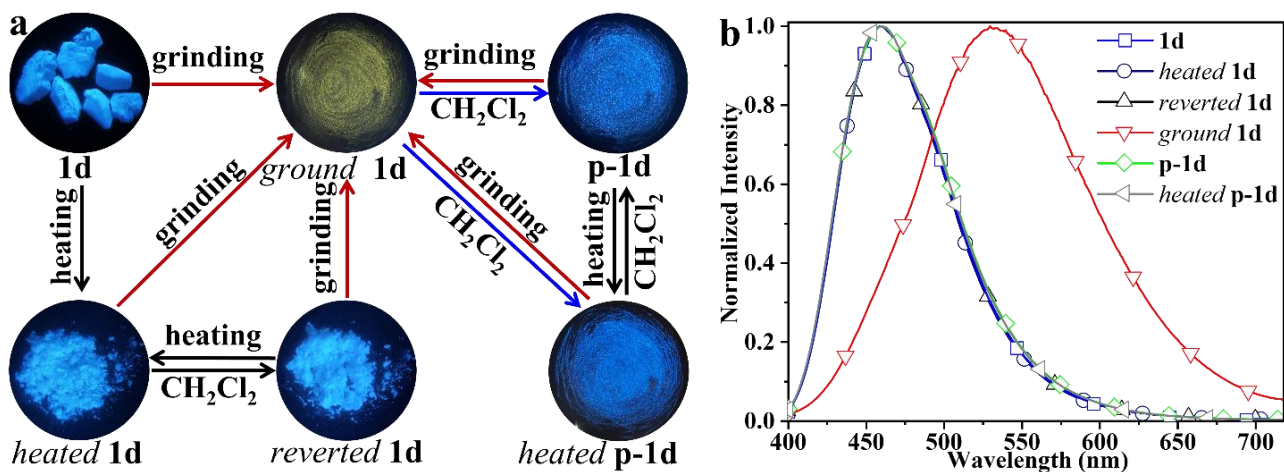 a
grinding
grinding
CH2Cl2
1d
ground 1d
p-1d
heating
grinding
grinding
grinding
CH2Cl2
heating
CH2Cl2
heating
CH2Cl2
heated 1d
reverted 1d
heated p-1d
b
Normalized Intensity
1.0
0.8
0.6
0.4
0.2
0.0
400 450 500 550 600 650 700
Wavelength (nm)
1d
heated 1d
reverted 1d
ground 1d
p-1d
heated p-1d